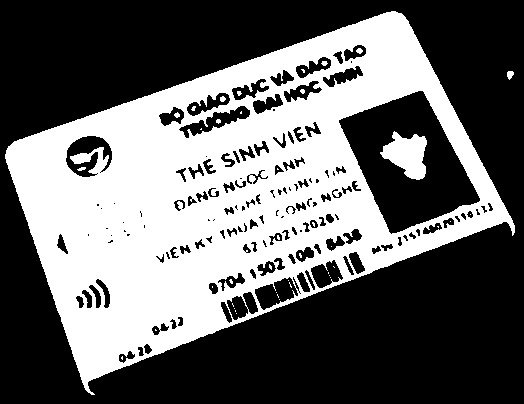 BỘ GIÁO DỤC VÀ ĐÀO TẠO
TRƯỜNG ĐẠI HỌC VINH
THẺ SINH VIÊN
ĐẶNG NGỌC ANH
NGHỆ THÔNG TIN
VIỆN KỸ THUẬT CÔNG NGHỆ
62 (2021-2026)
9704 1502 1081 8438
04-22
04-28